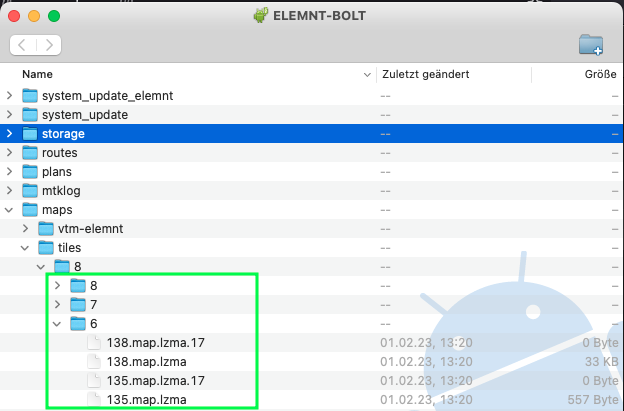 ELEMNT-BOLT
Name Zuletzt geändert Größe
system_update_elemnt -- --
system_update -- --
storage -- --
routes -- --
plans -- --
mtklog -- --
maps -- --
vtm-elemnt -- --
tiles -- --
8 -- --
8 -- --
7 -- --
6 -- --
138.map.lzma.17 01.02.23, 13:20 0 Byte
138.map.lzma 01.02.23, 13:20 33 KB
135.map.lzma.17 01.02.23, 13:20 0 Byte
135.map.lzma 01.02.23, 13:20 557 Byte